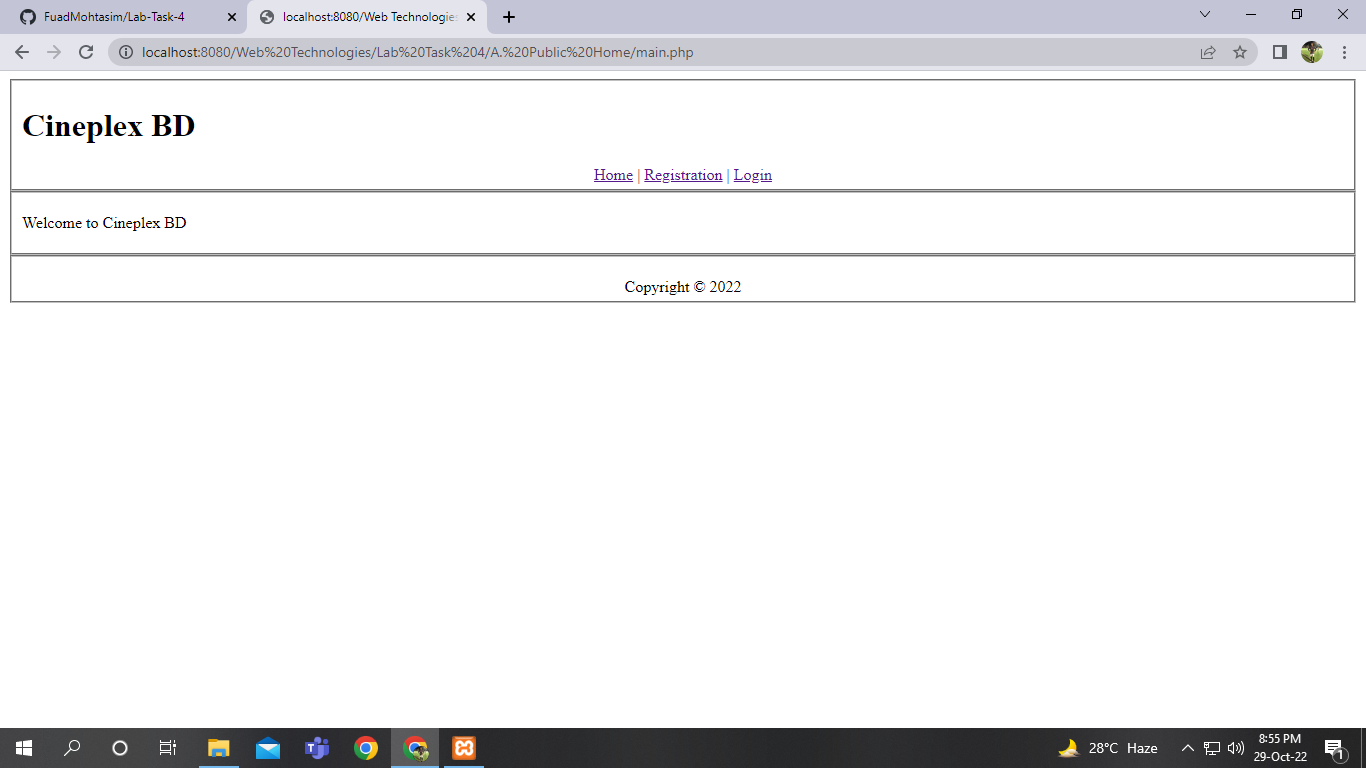 FuadMohtasim/Lab-Task-4
localhost:8080/Web Technologies
localhost:8080/Web%20Technologies/Lab%20Task%204/A.%20Public%20Home/main.php
Cineplex BD
Home | Registration | Login
Welcome to Cineplex BD
Copyright © 2022
28°C Haze
8:55 PM
29-Oct-22
1